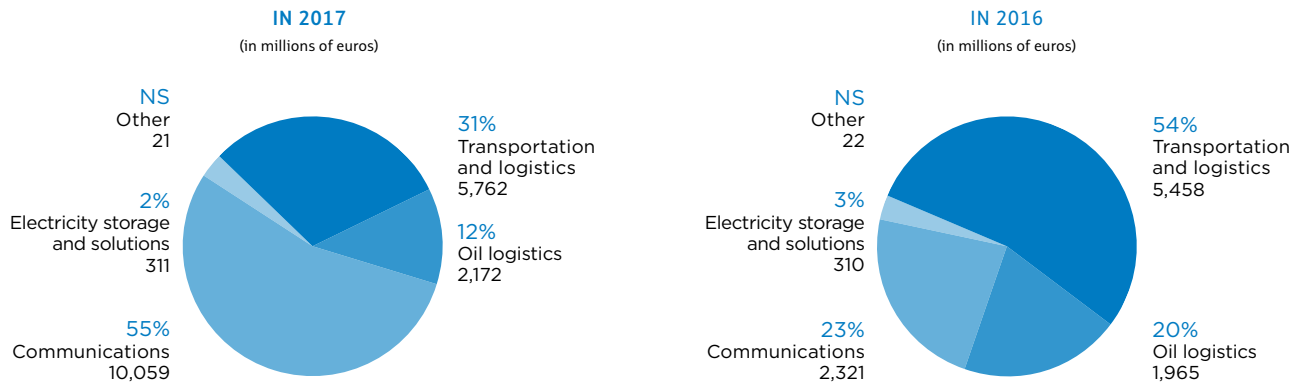 IN 2017
(in millions of euros)
NS
Other
21
31%
Transportation
and logistics
5,762
2%
Electricity storage
and solutions
311
12%
Oil logistics
2,172
55%
Communications
10,059
IN 2016
(in millions of euros)
NS
Other
22
54%
Transportation
and logistics
5,458
3%
Electricity storage
and solutions
310
23%
Communications
2,321
20%
Oil logistics
1,965